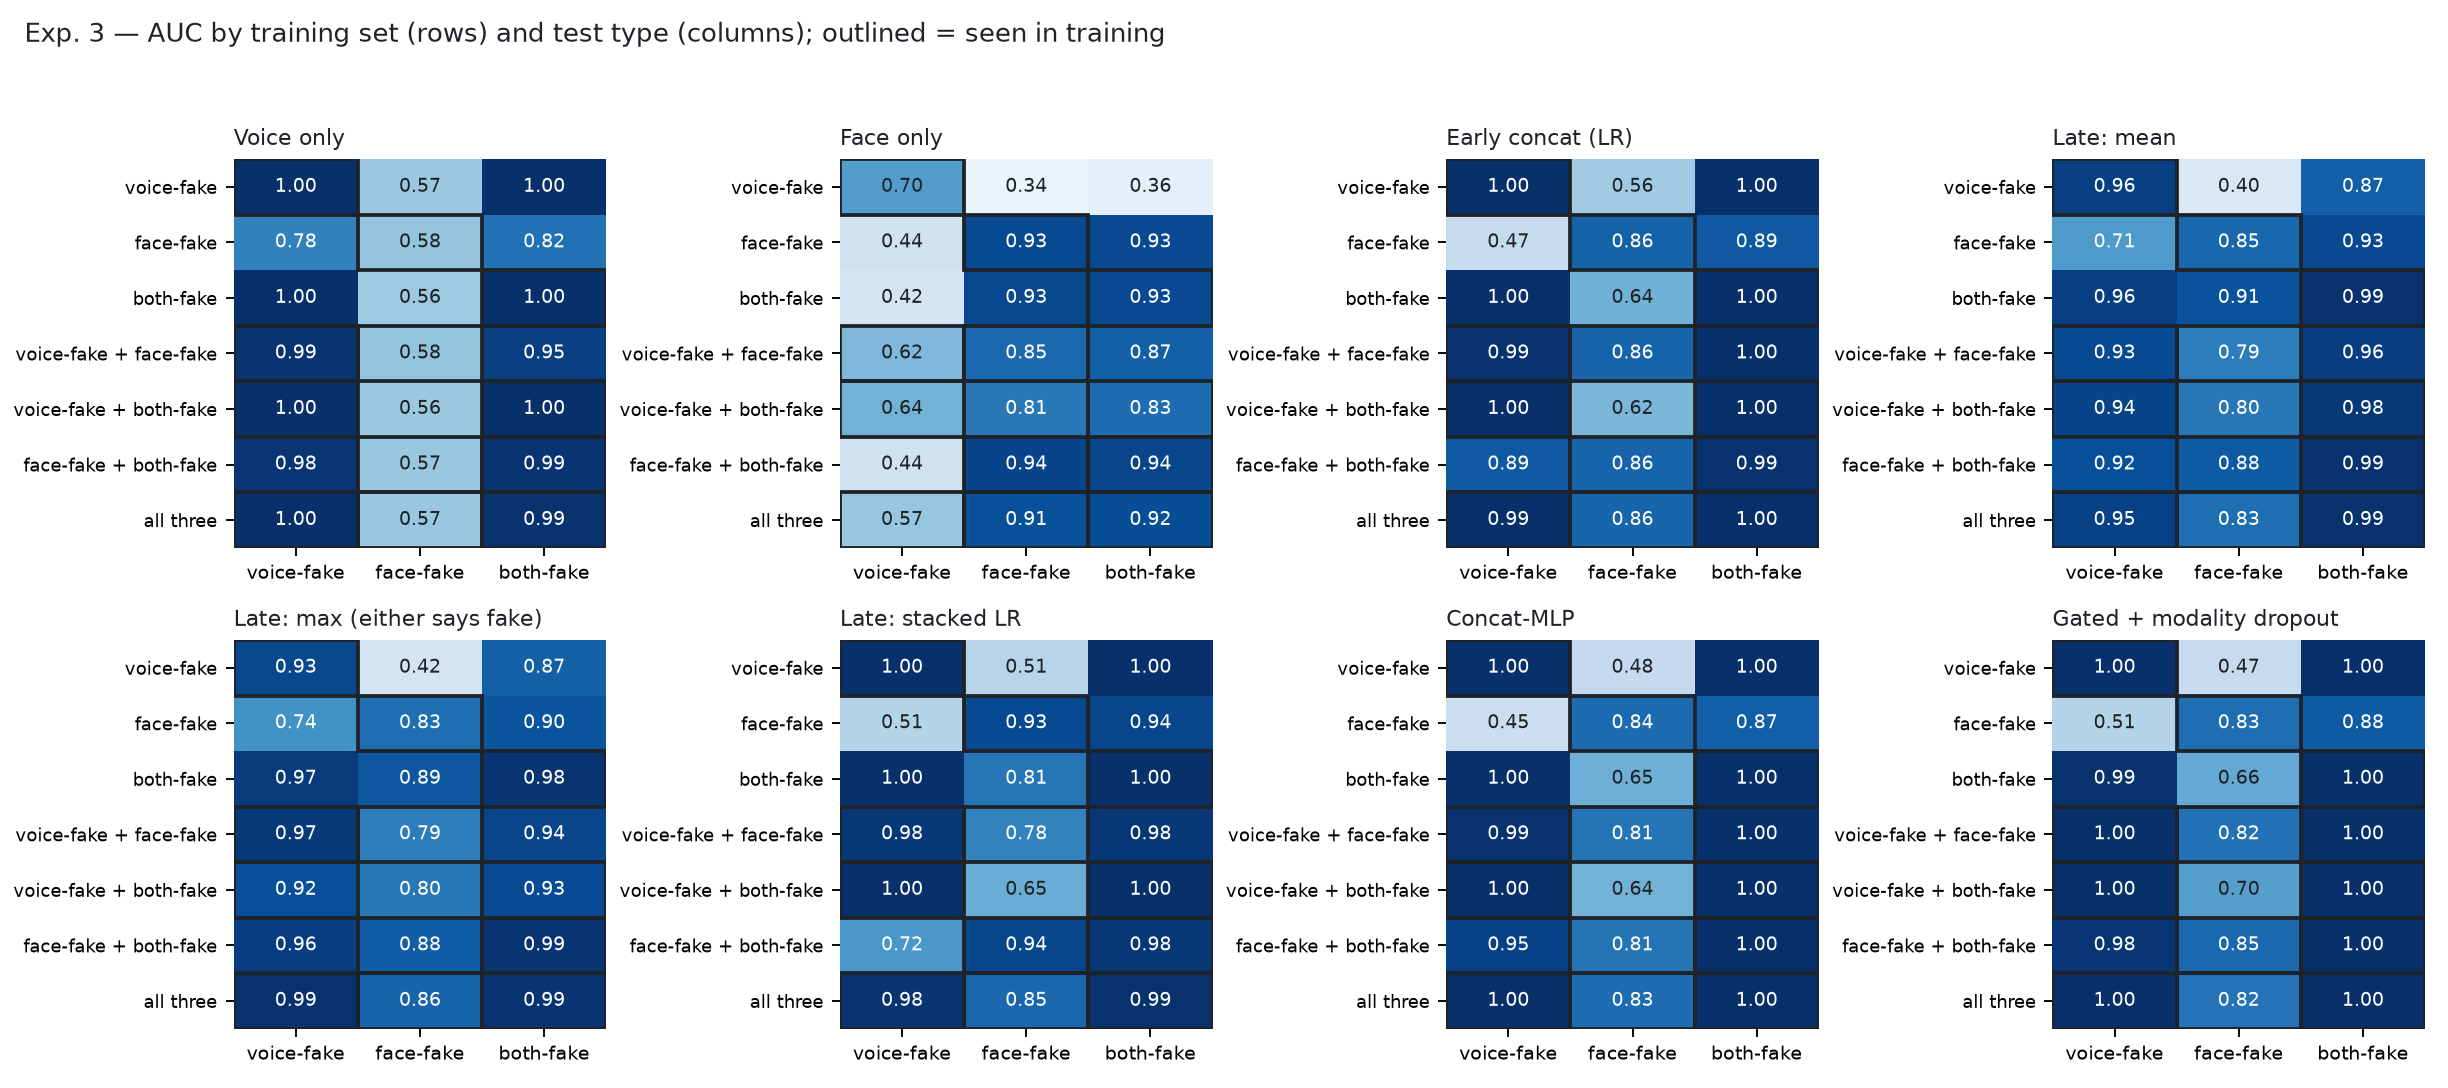 Exp. 3 — AUC by training set (rows) and test type (columns); outlined = seen in training
Voice only
voice-fake 1.00 0.57 1.00
face-fake 0.78 0.58 0.82
both-fake 1.00 0.56 1.00
voice-fake + face-fake 0.99 0.58 0.95
voice-fake + both-fake 1.00 0.56 1.00
face-fake + both-fake 0.98 0.57 0.99
all three 1.00 0.57 0.99
voice-fake face-fake both-fake
Face only
voice-fake 0.70 0.34 0.36
face-fake 0.44 0.93 0.93
both-fake 0.42 0.93 0.93
voice-fake + face-fake 0.62 0.85 0.87
voice-fake + both-fake 0.64 0.81 0.83
face-fake + both-fake 0.44 0.94 0.94
all three 0.57 0.91 0.92
voice-fake face-fake both-fake
Early concat (LR)
voice-fake 1.00 0.56 1.00
face-fake 0.47 0.86 0.89
both-fake 1.00 0.64 1.00
voice-fake + face-fake 0.99 0.86 1.00
voice-fake + both-fake 1.00 0.62 1.00
face-fake + both-fake 0.89 0.86 0.99
all three 0.99 0.86 1.00
voice-fake face-fake both-fake
Late: mean
voice-fake 0.96 0.40 0.87
face-fake 0.71 0.85 0.93
both-fake 0.96 0.91 0.99
voice-fake + face-fake 0.93 0.79 0.96
voice-fake + both-fake 0.94 0.80 0.98
face-fake + both-fake 0.92 0.88 0.99
all three 0.95 0.83 0.99
voice-fake face-fake both-fake
Late: max (either says fake)
voice-fake 0.93 0.42 0.87
face-fake 0.74 0.83 0.90
both-fake 0.97 0.89 0.98
voice-fake + face-fake 0.97 0.79 0.94
voice-fake + both-fake 0.92 0.80 0.93
face-fake + both-fake 0.96 0.88 0.99
all three 0.99 0.86 0.99
voice-fake face-fake both-fake
Late: stacked LR
voice-fake 1.00 0.51 1.00
face-fake 0.51 0.93 0.94
both-fake 1.00 0.81 1.00
voice-fake + face-fake 0.98 0.78 0.98
voice-fake + both-fake 1.00 0.65 1.00
face-fake + both-fake 0.72 0.94 0.98
all three 0.98 0.85 0.99
voice-fake face-fake both-fake
Concat-MLP
voice-fake 1.00 0.48 1.00
face-fake 0.45 0.84 0.87
both-fake 1.00 0.65 1.00
voice-fake + face-fake 0.99 0.81 1.00
voice-fake + both-fake 1.00 0.64 1.00
face-fake + both-fake 0.95 0.81 1.00
all three 1.00 0.83 1.00
voice-fake face-fake both-fake
Gated + modality dropout
voice-fake 1.00 0.47 1.00
face-fake 0.51 0.83 0.88
both-fake 0.99 0.66 1.00
voice-fake + face-fake 1.00 0.82 1.00
voice-fake + both-fake 1.00 0.70 1.00
face-fake + both-fake 0.98 0.85 1.00
all three 1.00 0.82 1.00
voice-fake face-fake both-fake